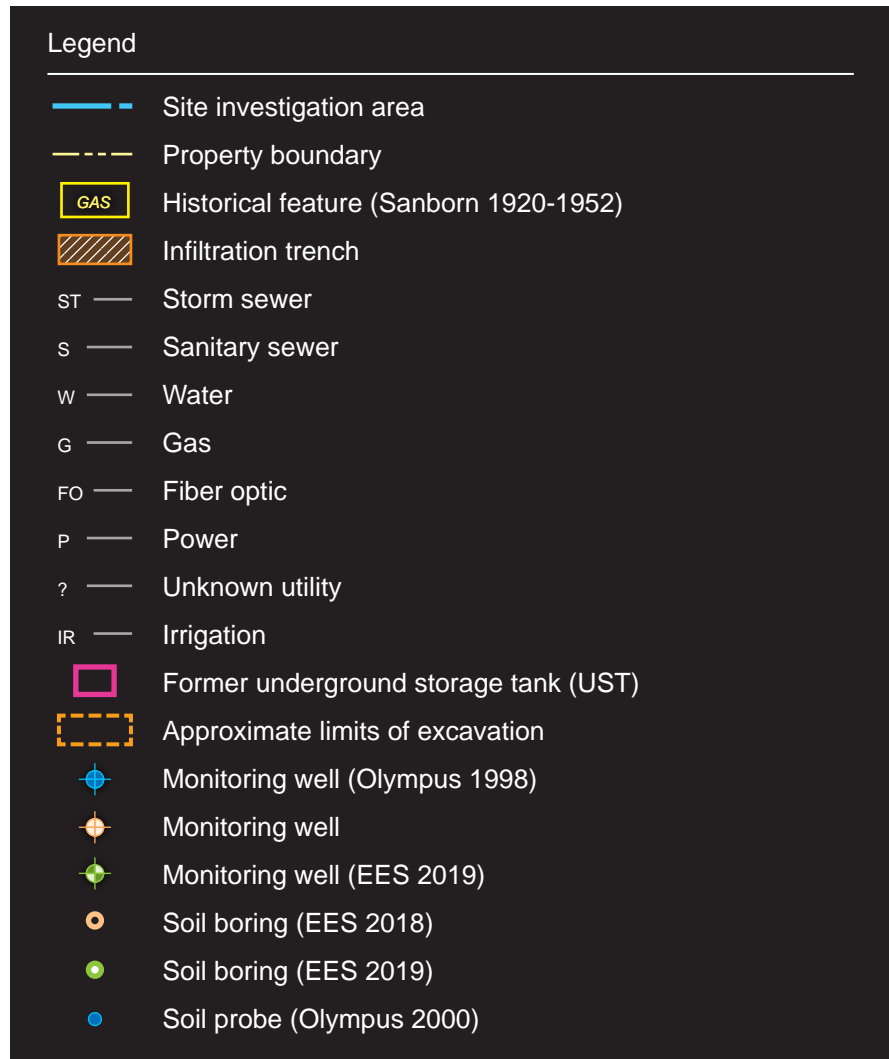 Legend
Site investigation area
Property boundary
GAS Historical feature (Sanborn 1920-1952)
Infiltration trench
ST Storm sewer
S Sanitary sewer
W Water
G Gas
FO Fiber optic
P Power
? Unknown utility
IR Irrigation
Former underground storage tank (UST)
Approximate limits of excavation
Monitoring well (Olympus 1998)
Monitoring well
Monitoring well (EES 2019)
Soil boring (EES 2018)
Soil boring (EES 2019)
Soil probe (Olympus 2000)